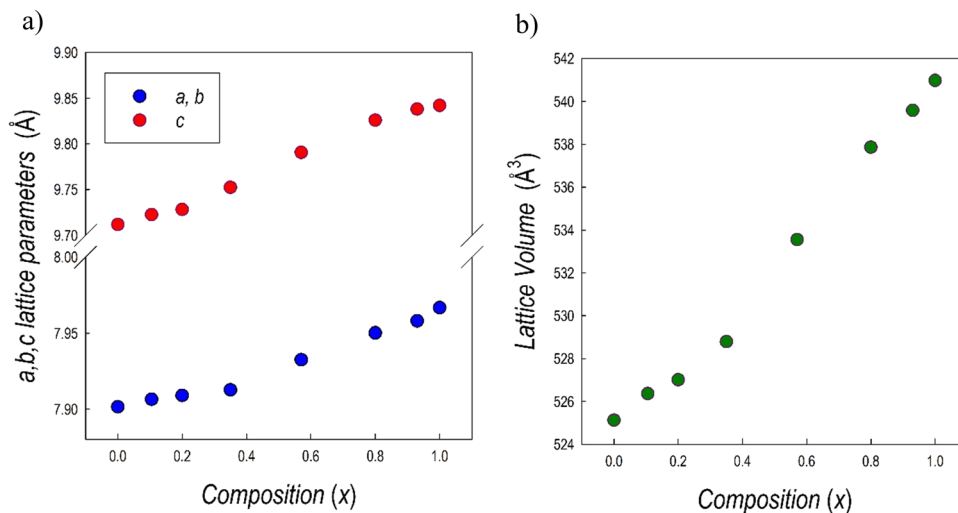 a)
9.90
9.85
9.80
9.75
9.70
8.00
7.95
7.90
a, b
c
a,b,c lattice parameters (Å)
0.0 0.2 0.4 0.6 0.8 1.0
Composition (x)
b)
542
540
538
536
534
532
530
528
526
524
Lattice Volume (Å³)
0.0 0.2 0.4 0.6 0.8 1.0
Composition (x)